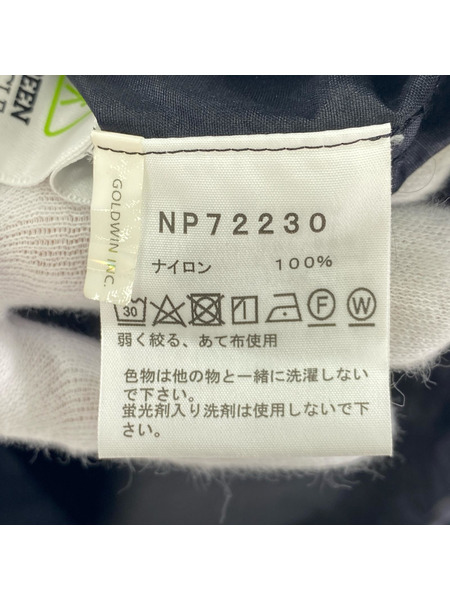 GREEN
GOLDWIN INC.
NP72230
ナイロン 100%
30 F W
弱く絞る、あて布使用
色物は他の物と一緒に洗濯しない
で下さい。
蛍光剤入り洗剤は使用しないで下
さい。